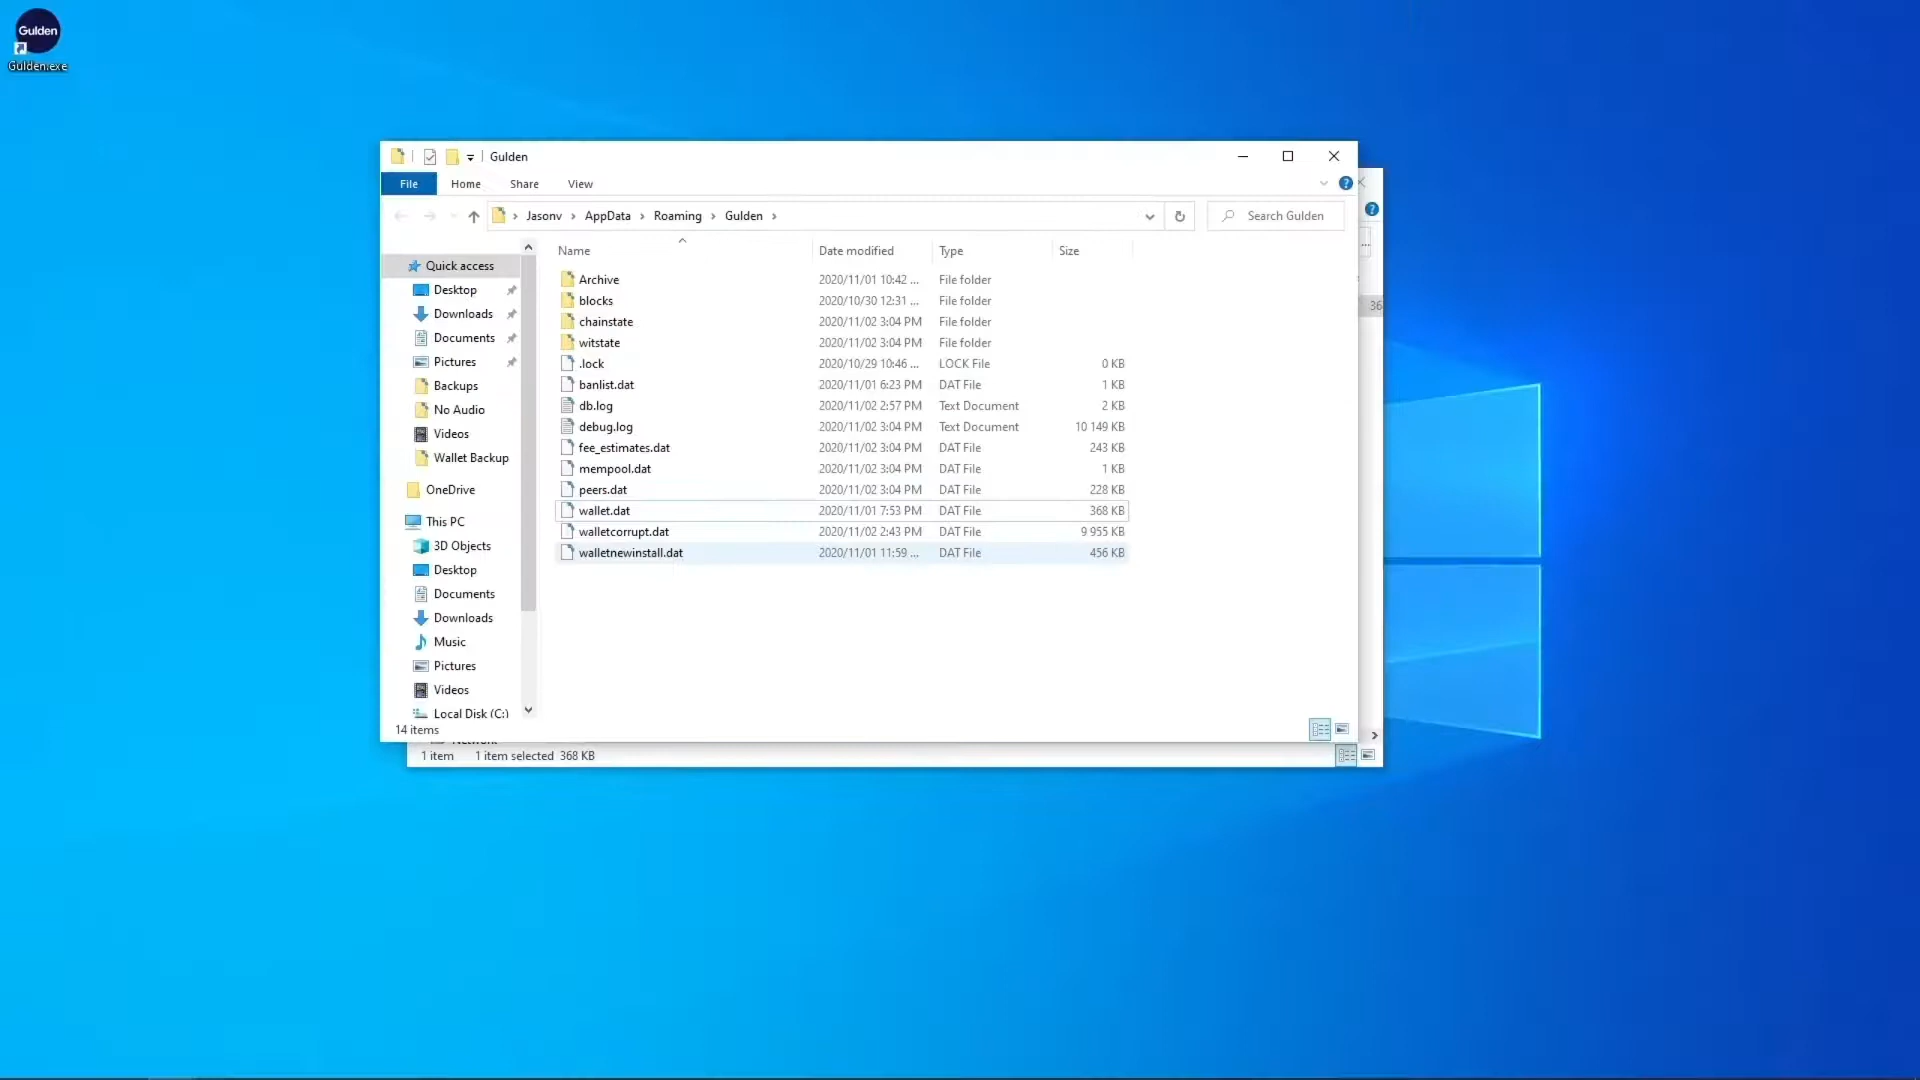 Gulden
Gulden.exe
Gulden
File Home Share View
Jasonv AppData Roaming Gulden
Search Gulden
Name Date modified Type Size
Quick access
Desktop
Downloads
Documents
Pictures
Backups
No Audio
Videos
Wallet Backup
OneDrive
This PC
3D Objects
Desktop
Documents
Downloads
Music
Pictures
Videos
Local Disk (C:)
Archive 2020/11/01 10:42 ... File folder
blocks 2020/10/30 12:31 ... File folder
chainstate 2020/11/02 3:04 PM File folder
witstate 2020/11/02 3:04 PM File folder
.lock 2020/10/29 10:46 ... LOCK File 0 KB
banlist.dat 2020/11/01 6:23 PM DAT File 1 KB
db.log 2020/11/02 2:57 PM Text Document 2 KB
debug.log 2020/11/02 3:04 PM Text Document 10 149 KB
fee_estimates.dat 2020/11/02 3:04 PM DAT File 243 KB
mempool.dat 2020/11/02 3:04 PM DAT File 1 KB
peers.dat 2020/11/02 3:04 PM DAT File 228 KB
wallet.dat 2020/11/01 7:53 PM DAT File 368 KB
walletcorrupt.dat 2020/11/02 2:43 PM DAT File 9 955 KB
walletnewinstall.dat 2020/11/01 11:59 ... DAT File 456 KB
14 items
1 item 1 item selected 368 KB